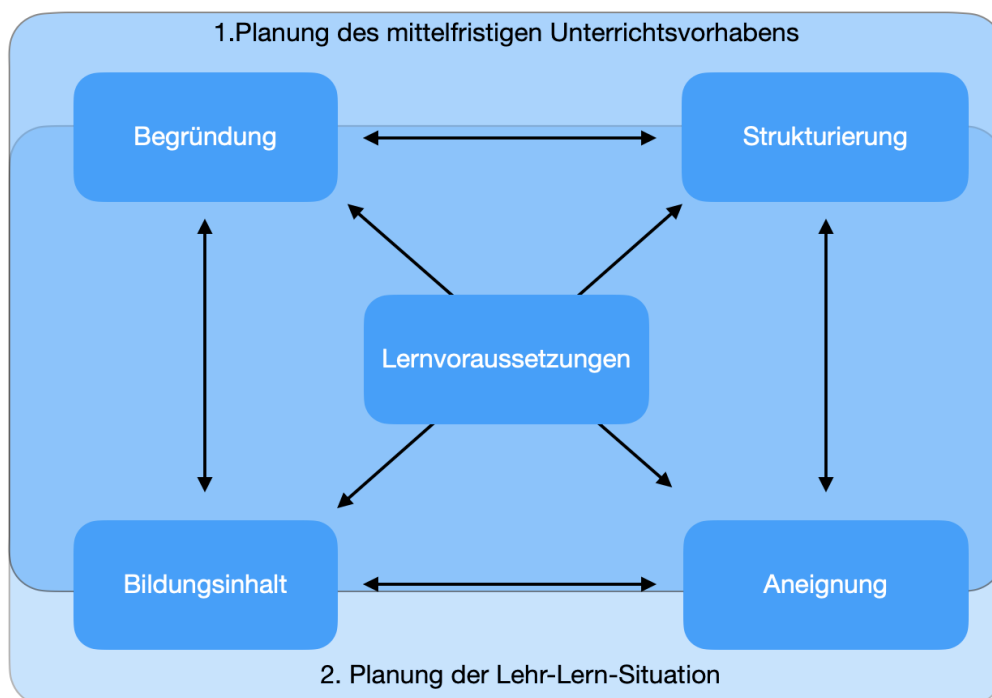 1.Planung des mittelfristigen Unterrichtsvorhabens
Begründung
Strukturierung
Lernvoraussetzungen
Bildungsinhalt
Aneignung
2. Planung der Lehr-Lern-Situation